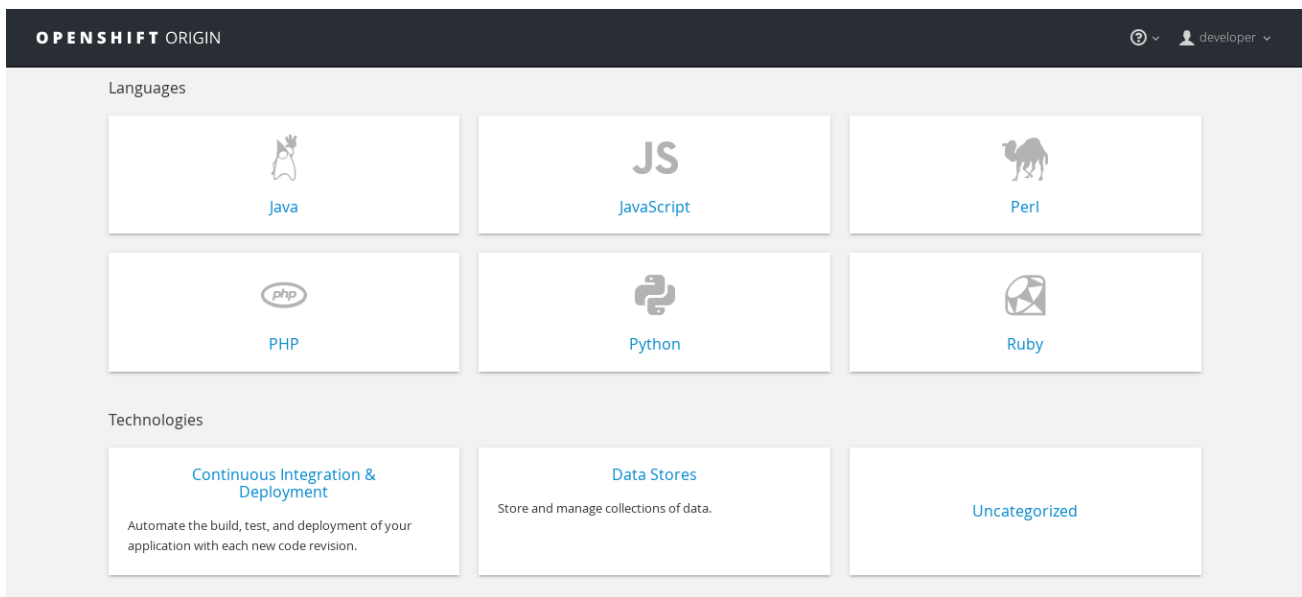 OPENSHIFT ORIGIN
developer
Languages
Java
JS
JavaScript
Perl
php
PHP
Python
Ruby
Technologies
Continuous Integration &
Deployment
Automate the build, test, and deployment of your
application with each new code revision.
Data Stores
Store and manage collections of data.
Uncategorized